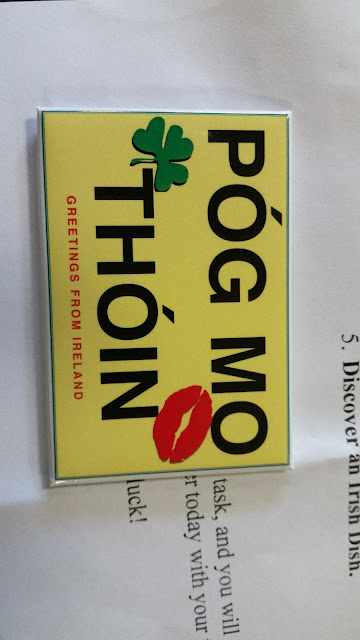 5. Discover an Irish Dish.
PÓG MO
THÓIN
GREETINGS FROM IRELAND
task, and you will
er today with your
luck!